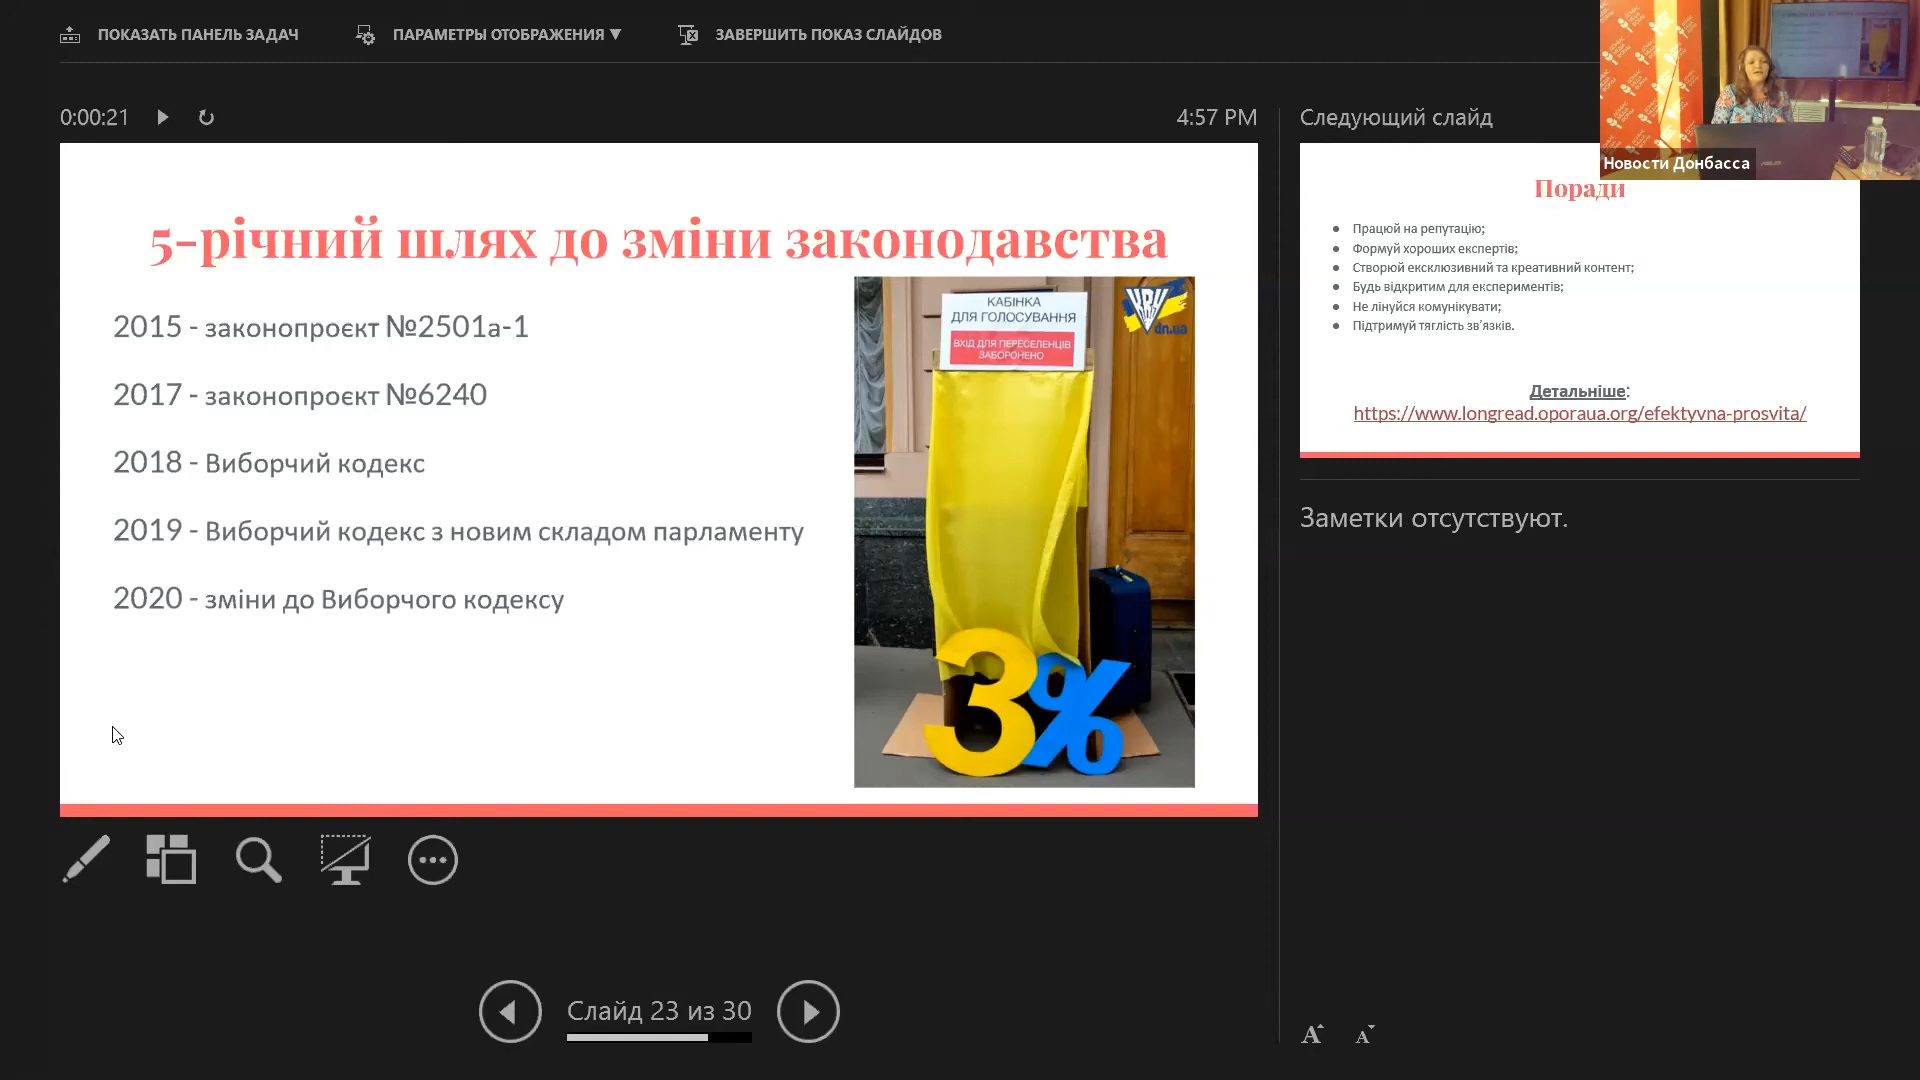 ПОКАЗАТЬ ПАНЕЛЬ ЗАДАЧ
ПАРАМЕТРЫ ОТОБРАЖЕНИЯ ▼
ЗАВЕРШИТЬ ПОКАЗ СЛАЙДОВ
0:00:21
4:57 PM
5-річний шлях до зміни законодавства
2015 - законопроєкт №2501а-1
2017 - законопроєкт №6240
2018 - Виборчий кодекс
2019 - Виборчий кодекс з новим складом парламенту
2020 - зміни до Виборчого кодексу
КАБІНКА
ДЛЯ ГОЛОСУВАННЯ
ВХІД ДЛЯ ПЕРЕСЕЛЕНЦІВ
ЗАБОРОНЕНО
КВУ
dn.ua
3%
Слайд 23 из 30
Следующий слайд
Новости Донбасса
Поради
● Працюй на репутацію;
● Формуй хороших експертів;
● Створюй ексклюзивний та креативний контент;
● Будь відкритим для експериментів;
● Не лінуйся комунікувати;
● Підтримуй тяглість зв'язків.
Детальніше:
https://www.longread.oporaua.org/efektyvna-prosvita/
Заметки отсутствуют.
A A